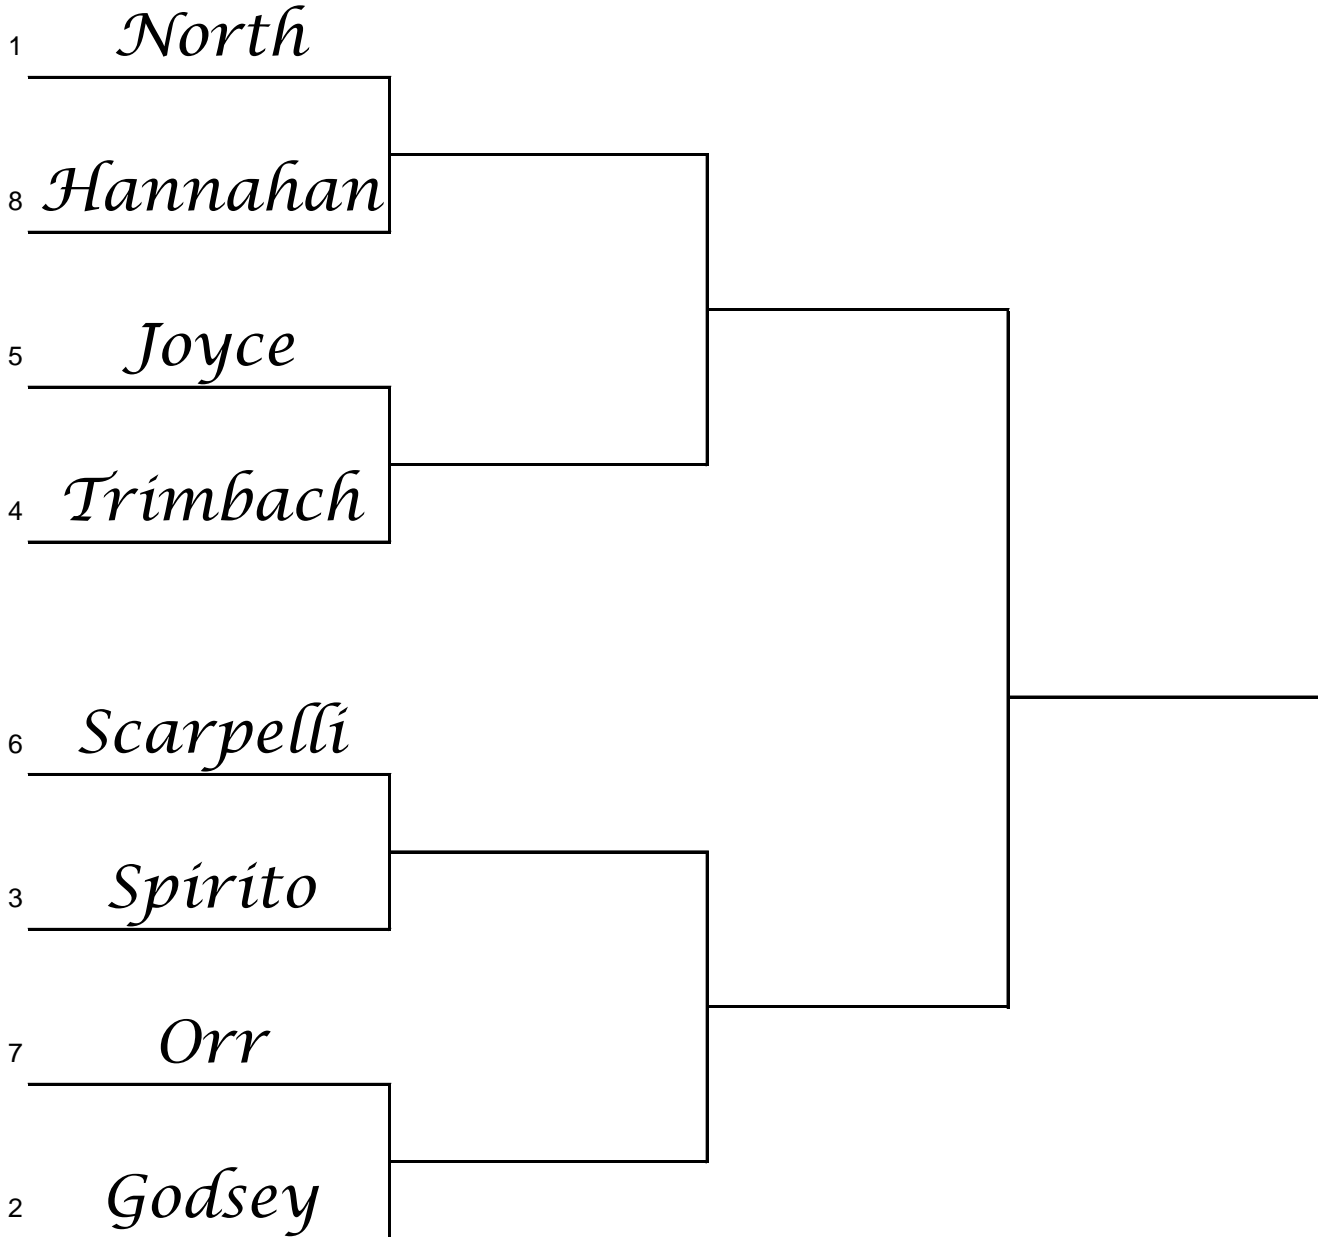 1 North
8 Hannahan
5 Joyce
4 Trimbach
6 Scarpelli
3 Spirito
7 Orr
2 Godsey